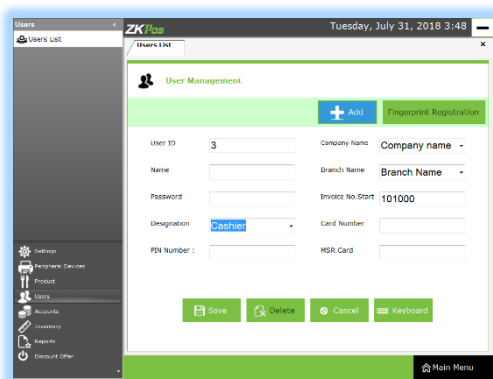 Users <
Users List
ZKPos
Tuesday, July 31, 2018 3:48
Users List x
User Management
Add
Fingerprint Registration
User ID 3
Company Name Company name
Name
Branch Name Branch Name
Password
Invoice No.Start 101000
Designation Cashier
Card Number
PIN Number :
MSR Card
Save
Delete
Cancel
Keyboard
Settings
Peripheral Devices
Product
Users
Accounts
Inventory
Reports
Discount Offer
Main Menu